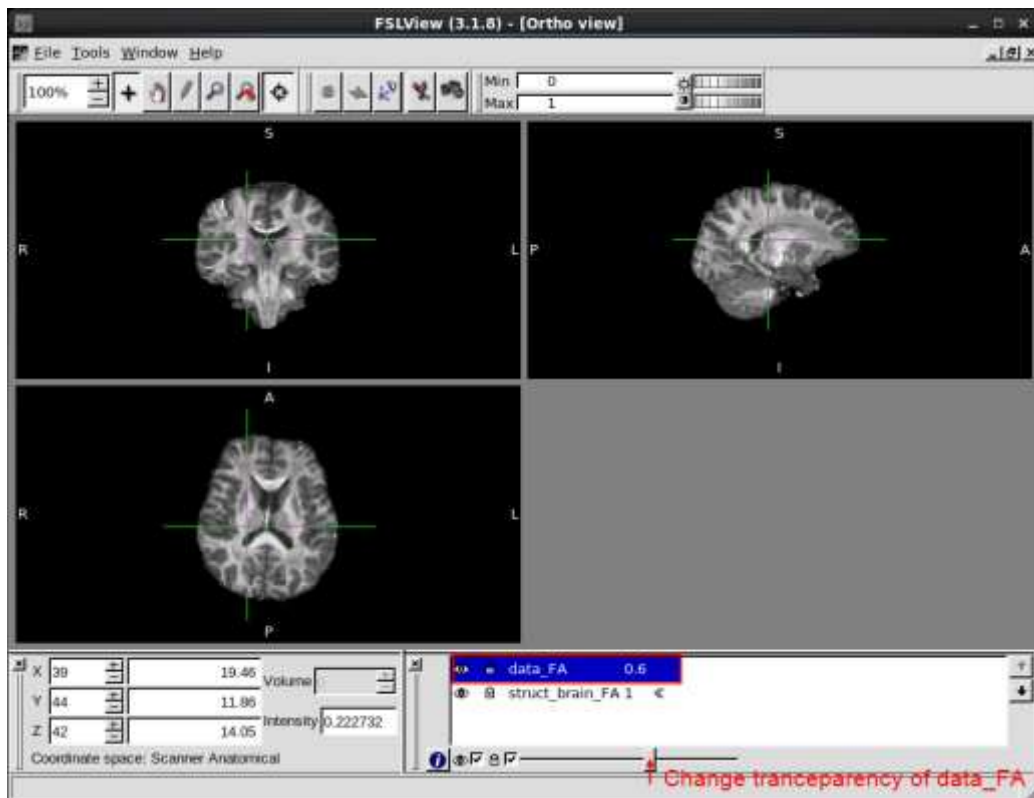 FSLView (3.1.8) - [Ortho view]
File Tools Window Help
100%
Min 0
Max 1
S
R
L
I
S
P
A
I
A
R
L
P
X 39 19.46
Y 44 11.86
Z 42 14.05
Volume
Intensity 0.222732
Coordinate space: Scanner Anatomical
data_FA 0.6
struct_brain_FA 1
Change tranceparency of data_FA